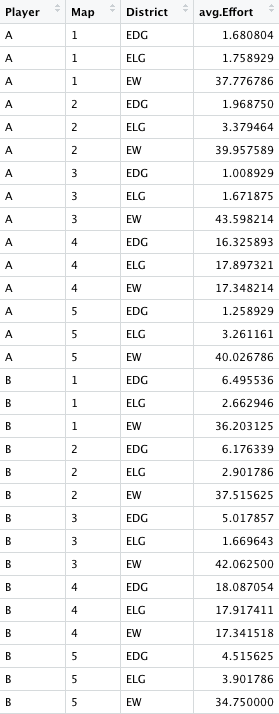 Player Map District avg.Effort
A 1 EDG 1.680804
A 1 ELG 1.758929
A 1 EW 37.776786
A 2 EDG 1.968750
A 2 ELG 3.379464
A 2 EW 39.957589
A 3 EDG 1.008929
A 3 ELG 1.671875
A 3 EW 43.598214
A 4 EDG 16.325893
A 4 ELG 17.897321
A 4 EW 17.348214
A 5 EDG 1.258929
A 5 ELG 3.261161
A 5 EW 40.026786
B 1 EDG 6.495536
B 1 ELG 2.662946
B 1 EW 36.203125
B 2 EDG 6.176339
B 2 ELG 2.901786
B 2 EW 37.515625
B 3 EDG 5.017857
B 3 ELG 1.669643
B 3 EW 42.062500
B 4 EDG 18.087054
B 4 ELG 17.917411
B 4 EW 17.341518
B 5 EDG 4.515625
B 5 ELG 3.901786
B 5 EW 34.750000